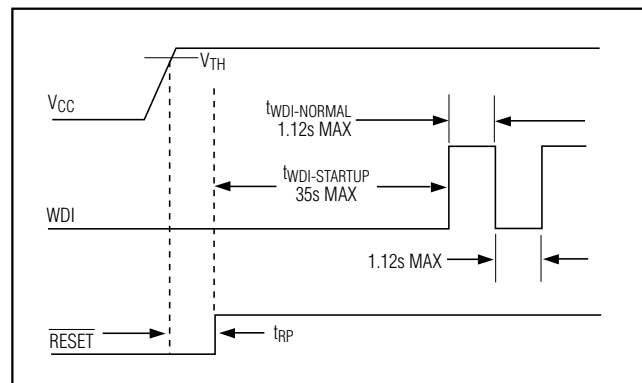 VTH
VCC
tWDI-NORMAL
1.12s MAX
tWDI-STARTUP
35s MAX
WDI
1.12s MAX
RESET
tRP